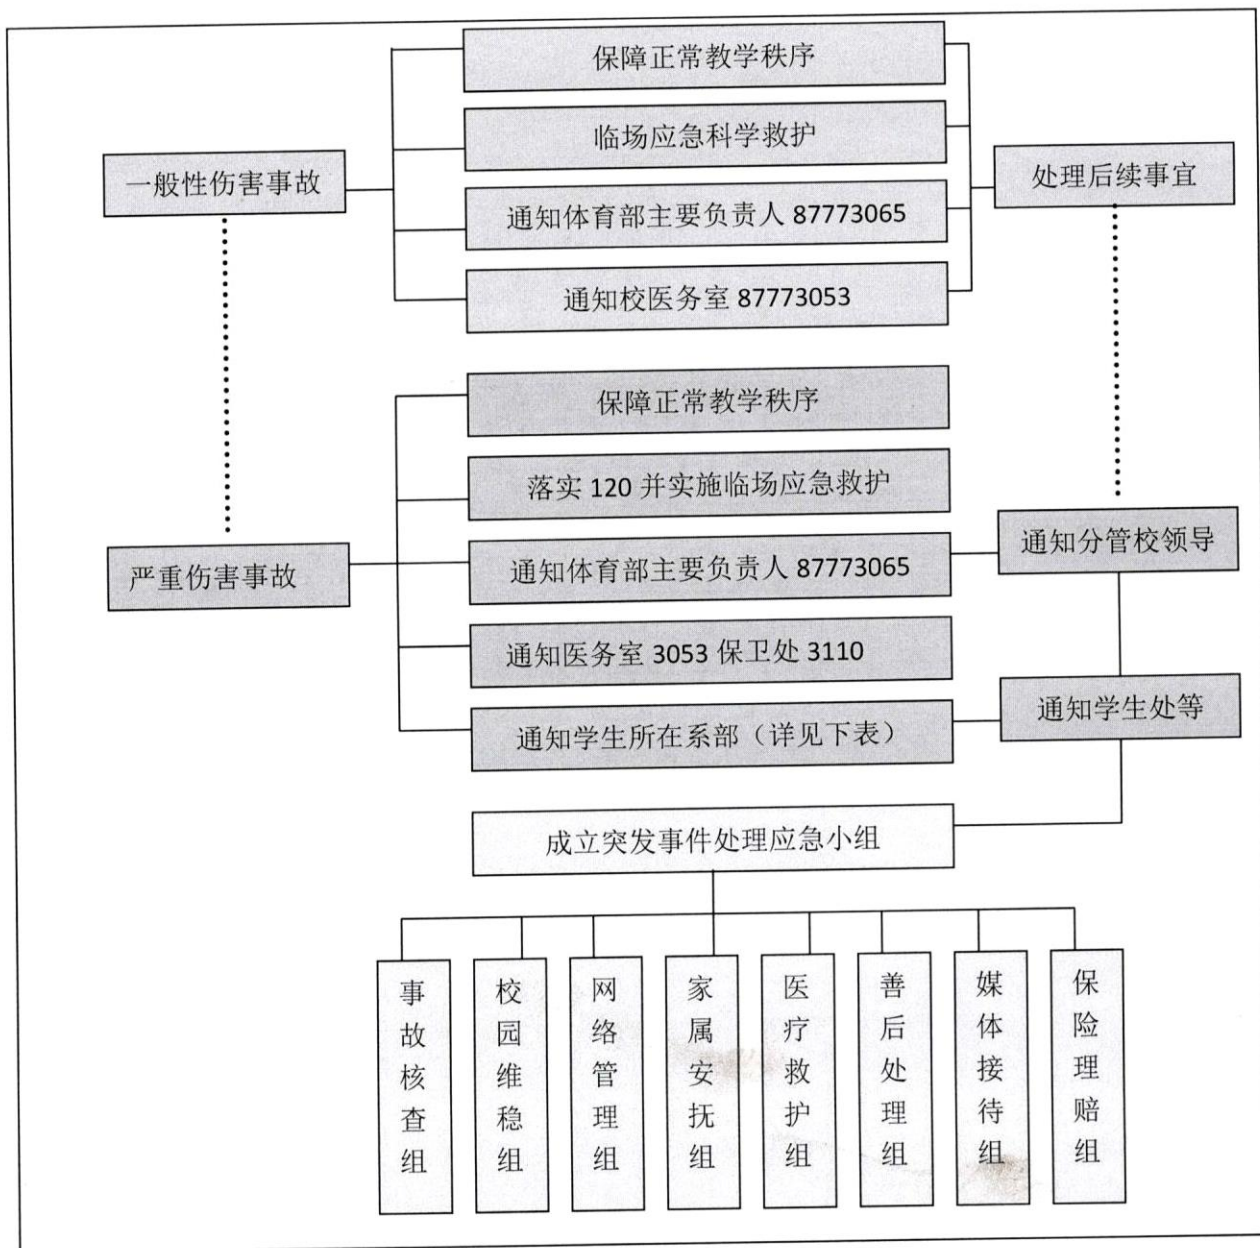 保障正常教学秩序
临场应急科学救护
一般性伤害事故
处理后续事宜
通知体育部主要负责人 87773065
通知校医务室 87773053
保障正常教学秩序
落实 120 并实施临场应急救护
严重伤害事故
通知体育部主要负责人 87773065
通知分管校领导
通知医务室 3053 保卫处 3110
通知学生所在系部（详见下表）
通知学生处等
成立突发事件处理应急小组
事故核查组
校园维稳组
网络管理组
家属安抚组
医疗救护组
善后处理组
媒体接待组
保险理赔组